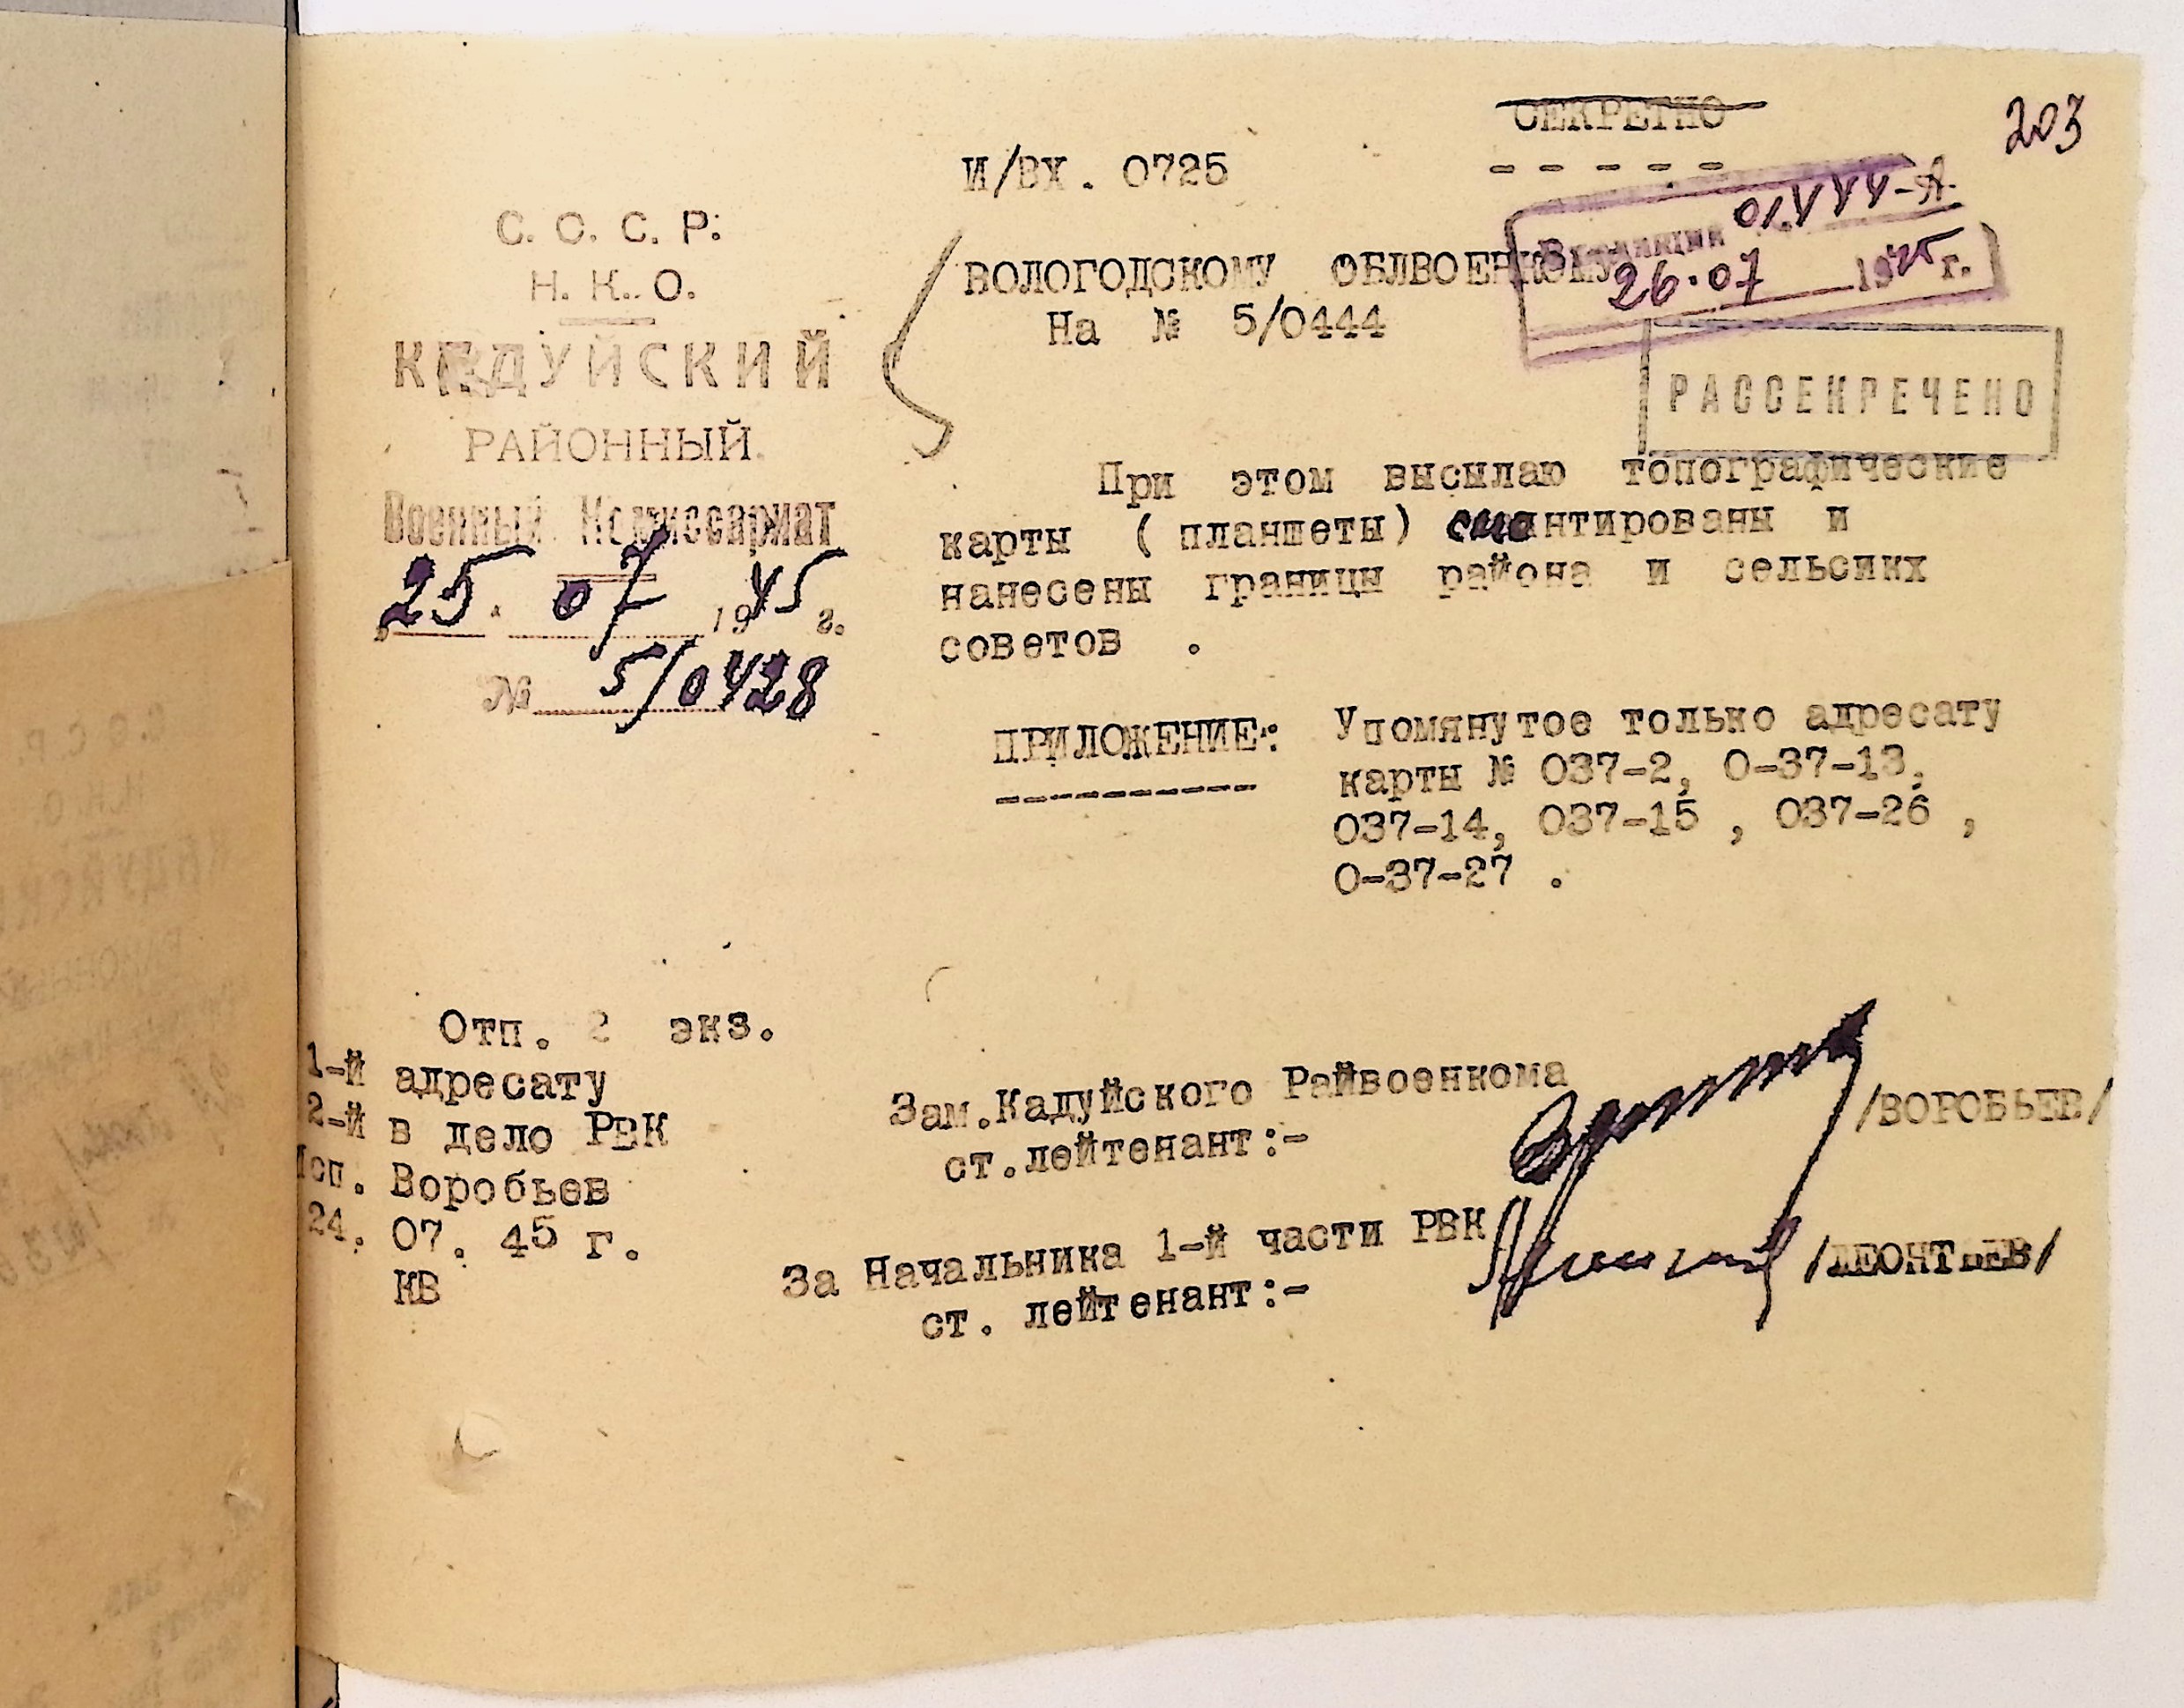 СЕКРЕТНО
203
И/ВХ. 0725
С. С. С. Р:
Н. К. О.
КАДУЙСКИЙ
РАЙОННЫЙ.
Военный Комиссариат
25. 07 1945 г.
№ 5/0428
ВОЛОГОДСКОМУ ОБЛВОЕНКОМУ
На № 5/0444
26.07 1945 г.
РАССЕКРЕЧЕНО
При этом высылаю топографические
карты ( планшеты) смонтированы и
нанесены границы района и сельсикх
советов .
ПРИЛОЖЕНИЕ: Упомянутое только адресату
карты № 037-2, 0-37-13,
037-14, 037-15 , 037-26 ,
0-37-27 .
Отп. 2 экз.
1-й адресату
2-й в дело РВК
Исп. Воробьев
24. 07. 45 г.
КВ
Зам.Кадуйского Райвоенкома
ст.лейтенант:- /ВОРОБЬЕВ/
За Начальника 1-й части РВК
ст. лейтенант:- /ЛЕОНТЬЕВ/